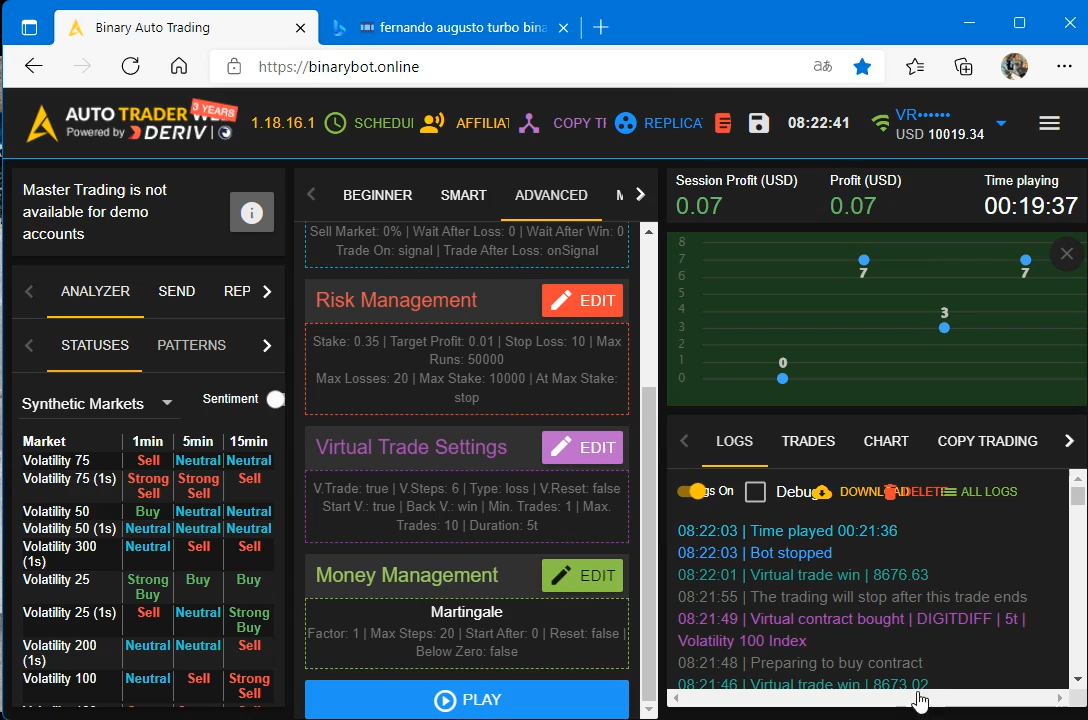 Binary Auto Trading
fernando augusto turbo bina
https://binarybot.online
AUTO TRADER WE
3 YEARS
Powered by DERIV
1.18.16.1
SCHEDUI
AFFILIAT
COPY TI
REPLICA
08:22:41
VR
USD 10019.34
Master Trading is not
available for demo
accounts
ANALYZER SEND REP
STATUSES PATTERNS
Synthetic Markets Sentiment
Market 1min 5min 15min
Volatility 75 Sell Neutral Neutral
Volatility 75 (1s) Strong Sell Strong Sell Sell
Volatility 50 Buy Neutral Neutral
Volatility 50 (1s) Neutral Neutral Neutral
Volatility 300 (1s) Neutral Sell Sell
Volatility 25 Strong Buy Buy Buy
Volatility 25 (1s) Sell Neutral Strong Buy
Volatility 200 (1s) Neutral Neutral Sell
Volatility 100 Neutral Sell Strong Sell
BEGINNER SMART ADVANCED
Sell Market: 0% | Wait After Loss: 0 | Wait After Win: 0
Trade On: signal | Trade After Loss: onSignal
Risk Management EDIT
Stake: 0.35 | Target Profit: 0.01 | Stop Loss: 10 | Max
Runs: 50000
Max Losses: 20 | Max Stake: 10000 | At Max Stake:
stop
Virtual Trade Settings EDIT
V.Trade: true | V.Steps: 6 | Type: loss | V.Reset: false
Start V.: true | Back V.: win | Min. Trades: 1 | Max.
Trades: 10 | Duration: 5t
Money Management EDIT
Martingale
Factor: 1 | Max Steps: 20 | Start After: 0 | Reset: false |
Below Zero: false
PLAY
Session Profit (USD) Profit (USD) Time playing
0.07 0.07 00:19:37
8
7
6
5
4
3
2
1
0
7 7
3
0
LOGS TRADES CHART COPY TRADING
gs On Debug DOWNLOAD DELETE ALL LOGS
08:22:03 | Time played 00:21:36
08:22:03 | Bot stopped
08:22:01 | Virtual trade win | 8676.63
08:21:55 | The trading will stop after this trade ends
08:21:49 | Virtual contract bought | DIGITDIFF | 5t |
Volatility 100 Index
08:21:48 | Preparing to buy contract
08:21:46 | Virtual trade win | 8673.02